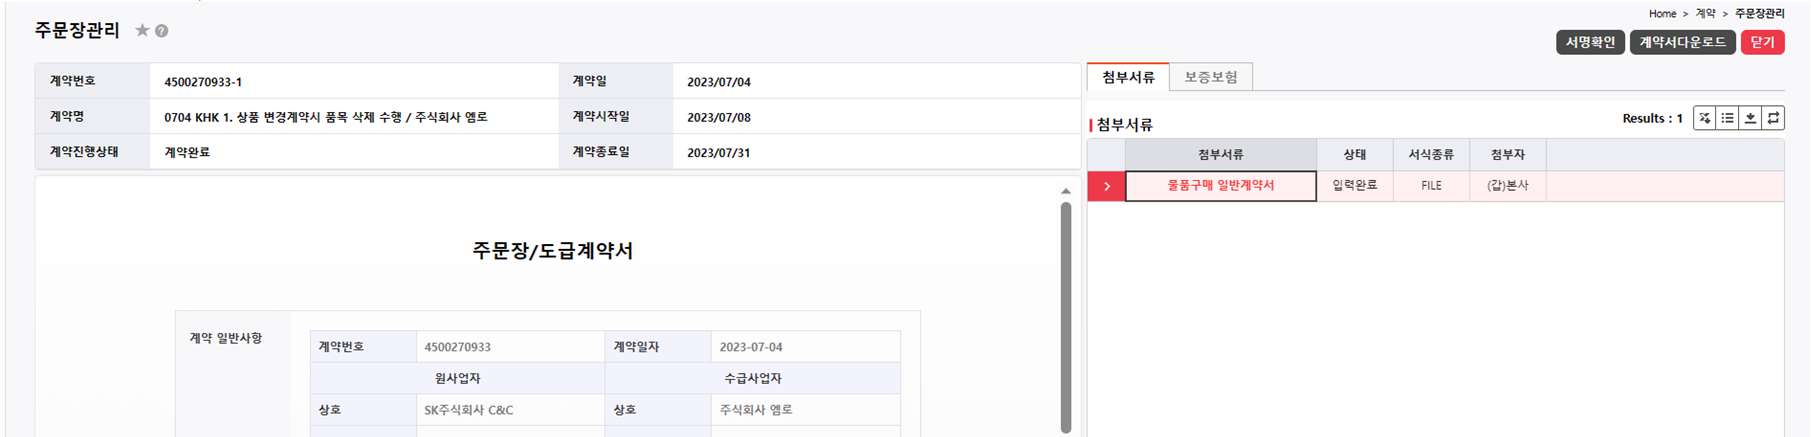 주문장관리
Home > 계약 > 주문장관리
서명확인 계약서다운로드 닫기
계약번호 4500270933-1 계약일 2023/07/04
계약명 0704 KHK 1. 상품 변경계약시 품목 삭제 수행 / 주식회사 엠로 계약시작일 2023/07/08
계약진행상태 계약완료 계약종료일 2023/07/31
주문장/도급계약서
계약 일반사항
계약번호 4500270933 계약일자 2023-07-04
원사업자 수급사업자
상호 SK주식회사 C&C 상호 주식회사 엠로
첨부서류 보증보험
첨부서류 Results : 1
첨부서류 상태 서식종류 첨부자
물품구매 일반계약서 입력완료 FILE (갑)본사